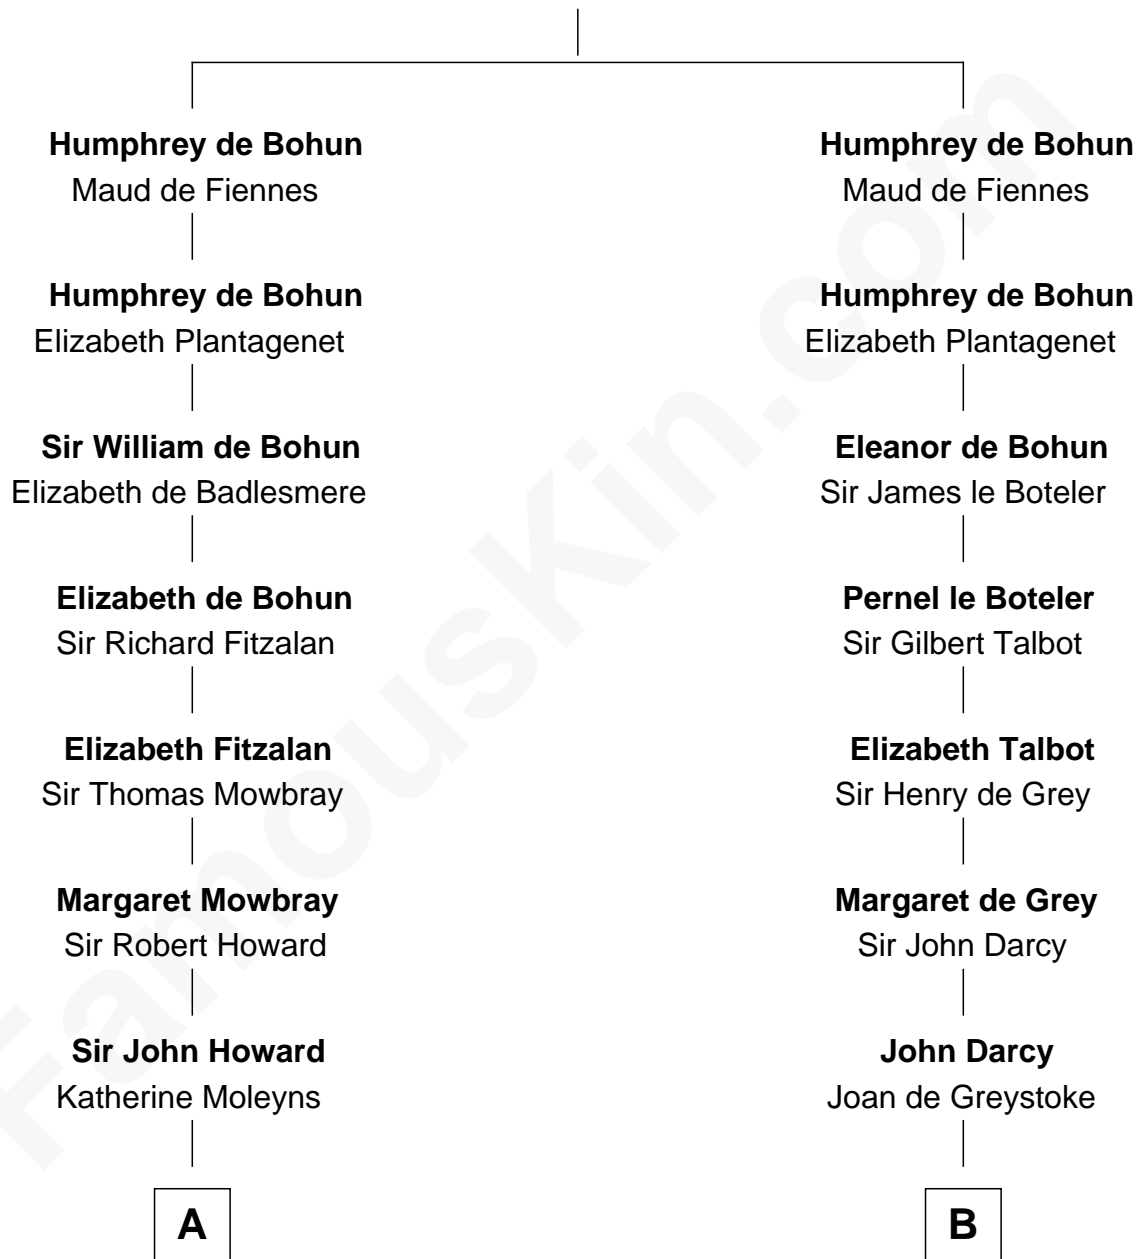 Humphrey de Bohun
Maud de Fiennes
Humphrey de Bohun
Elizabeth Plantagenet
Sir William de Bohun
Elizabeth de Badlesmere
Elizabeth de Bohun
Sir Richard Fitzalan
Elizabeth Fitzalan
Sir Thomas Mowbray
Margaret Mowbray
Sir Robert Howard
Sir John Howard
Katherine Moleyns
A
Humphrey de Bohun
Maud de Fiennes
Humphrey de Bohun
Elizabeth Plantagenet
Eleanor de Bohun
Sir James le Boteler
Pernel le Boteler
Sir Gilbert Talbot
Elizabeth Talbot
Sir Henry de Grey
Margaret de Grey
Sir John Darcy
John Darcy
Joan de Greystoke
B
FamousKin.com